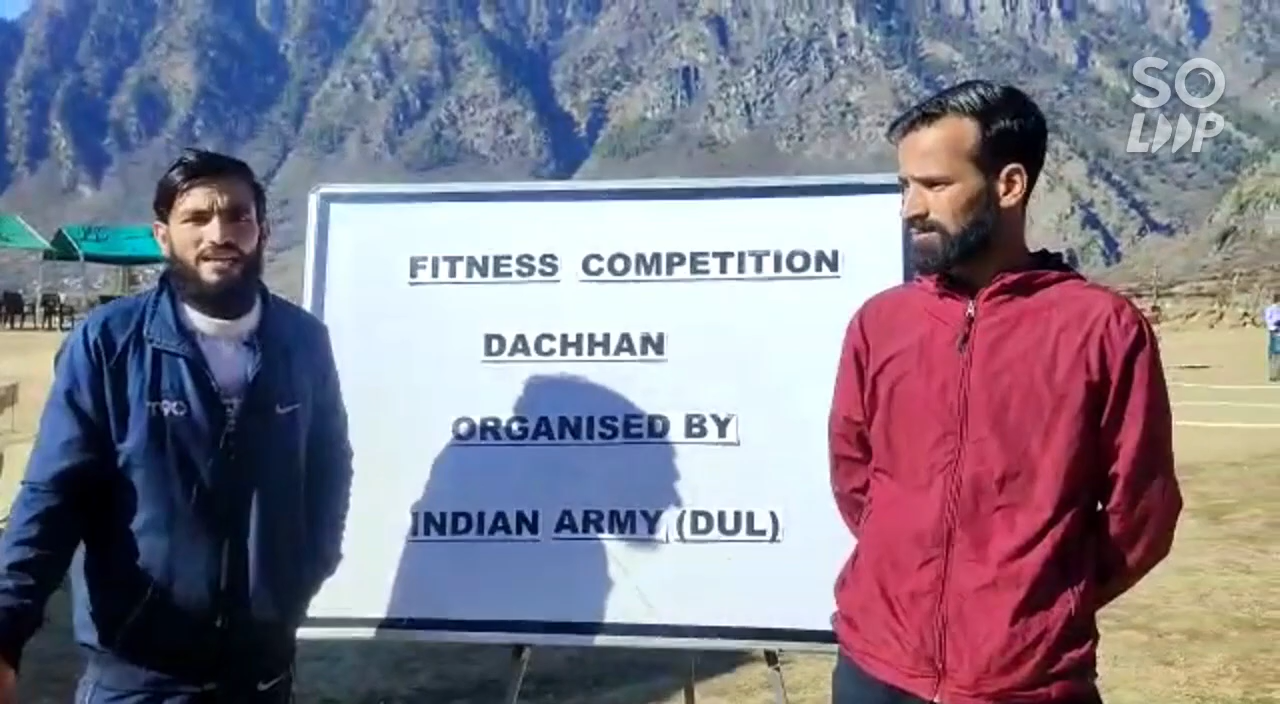 SO
LOOP
FITNESS COMPETITION
DACHHAN
ORGANISED BY
INDIAN ARMY (DUL)
T90